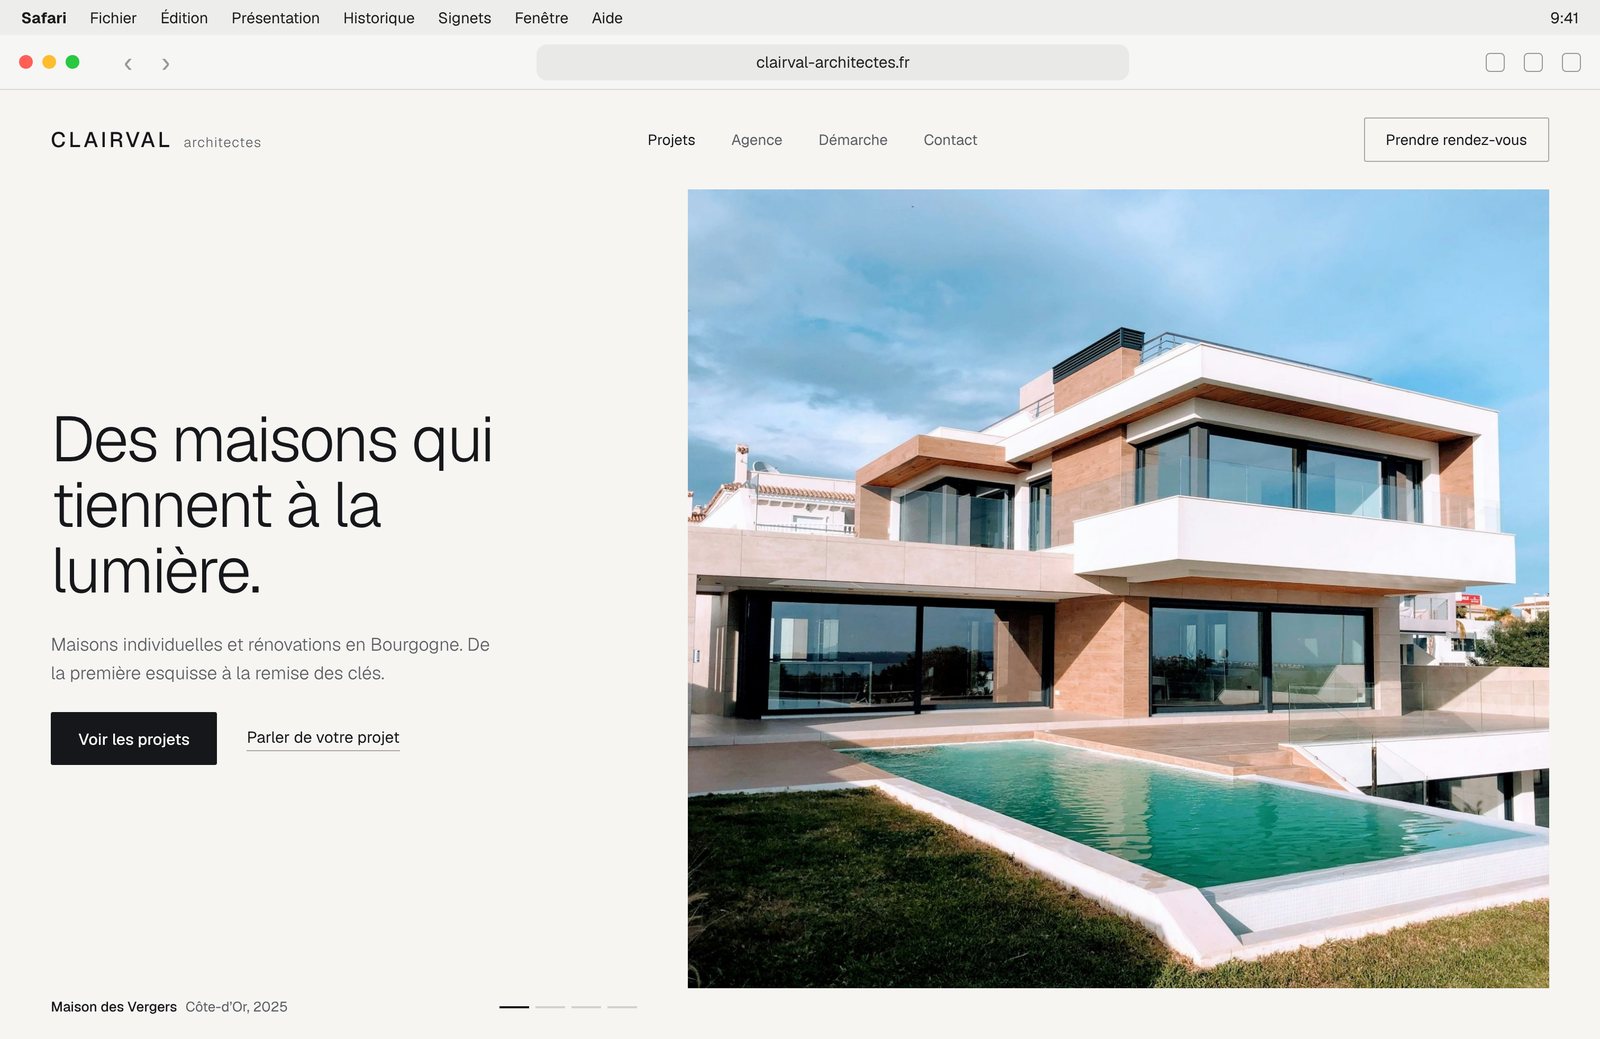 Safari Fichier Édition Présentation Historique Signets Fenêtre Aide 9:41
clairval-architectes.fr
CLAIRVAL architectes Projets Agence Démarche Contact Prendre rendez-vous
Des maisons qui
tiennent à la
lumière.
Maisons individuelles et rénovations en Bourgogne. De
la première esquisse à la remise des clés.
Voir les projets Parler de votre projet
Maison des Vergers Côte-d’Or, 2025